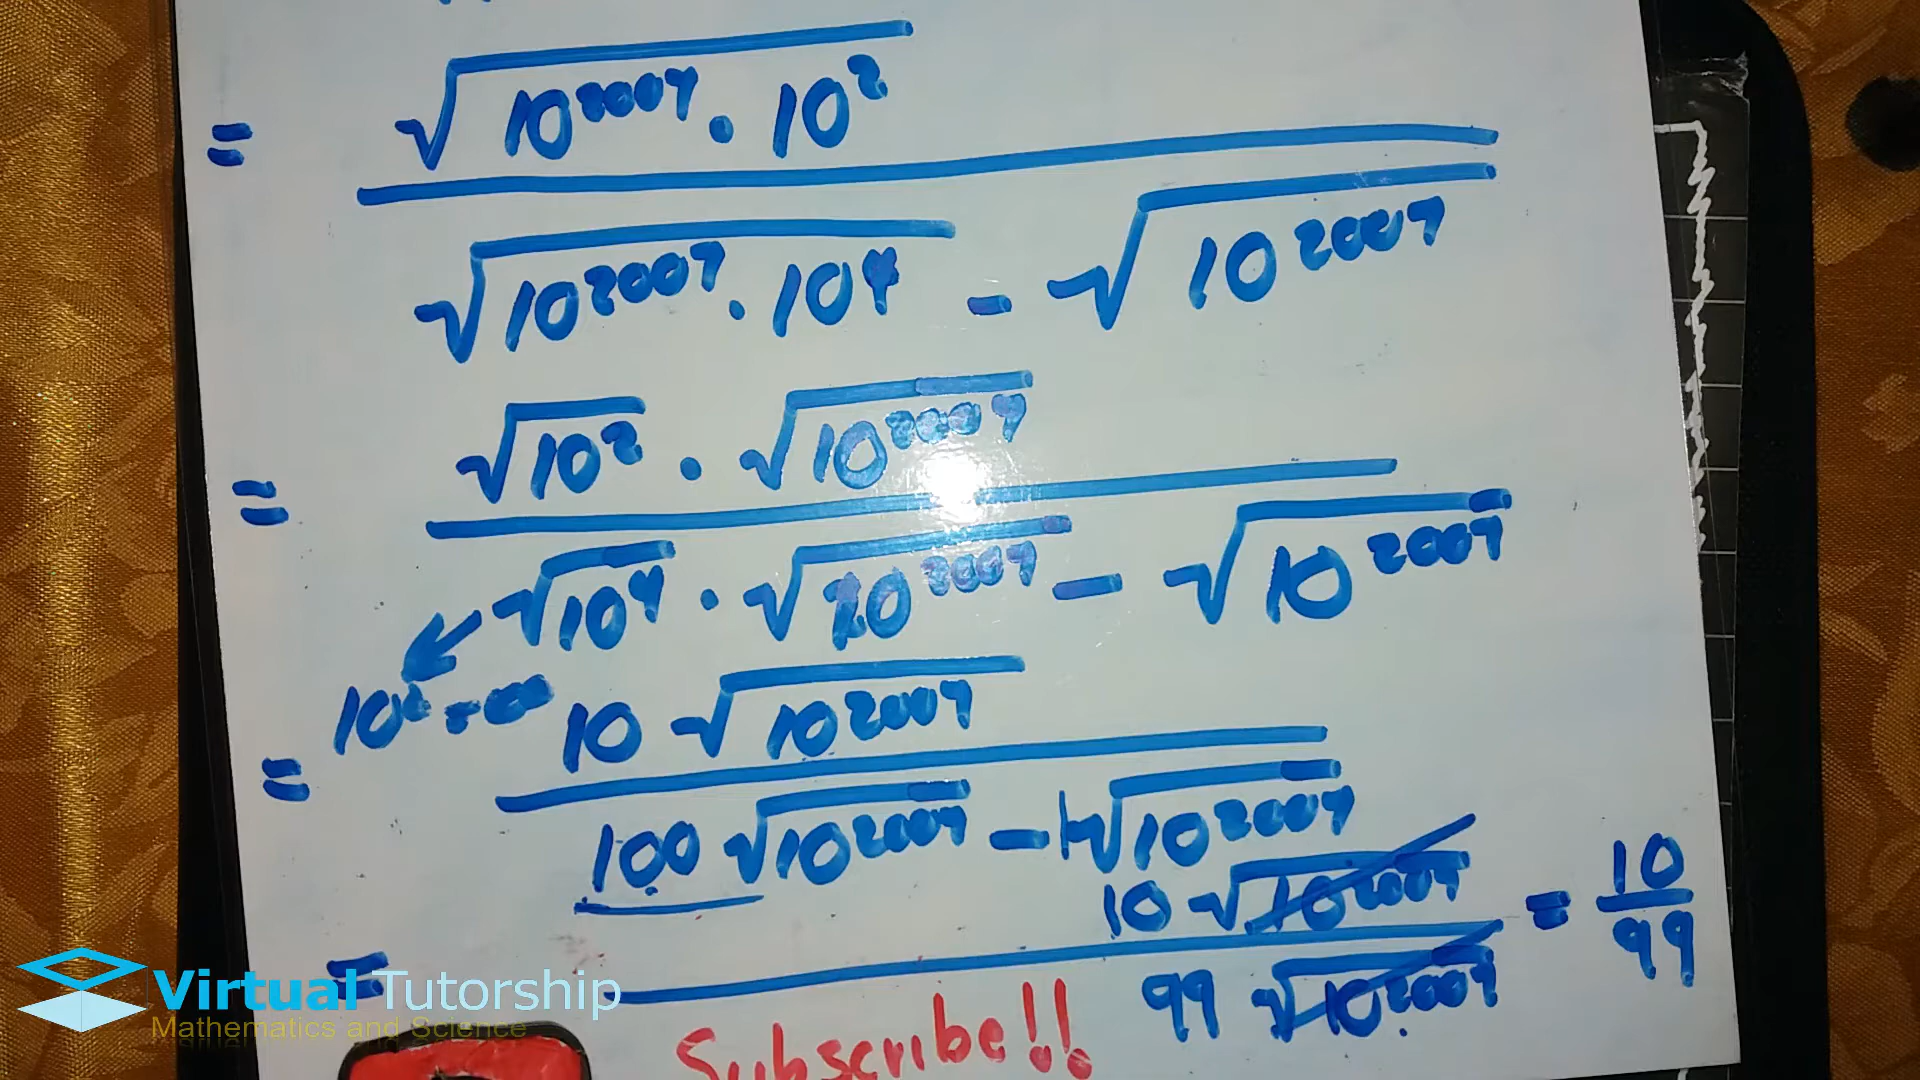 = √(10^2007 · 10^2)
√(10^2007 · 10^4) - √(10^2007)
= √(10^2) · √(10^2007)
√(10^4) · √(10^2007) - √(10^2007)
= 10 √(10^2007)
100 √(10^2007) - 1√(10^2007)
= 10 √(10^2007) = 10
99 √(10^2007) 99
Virtual Tutorship
Mathematics and Science
Subscribe!!